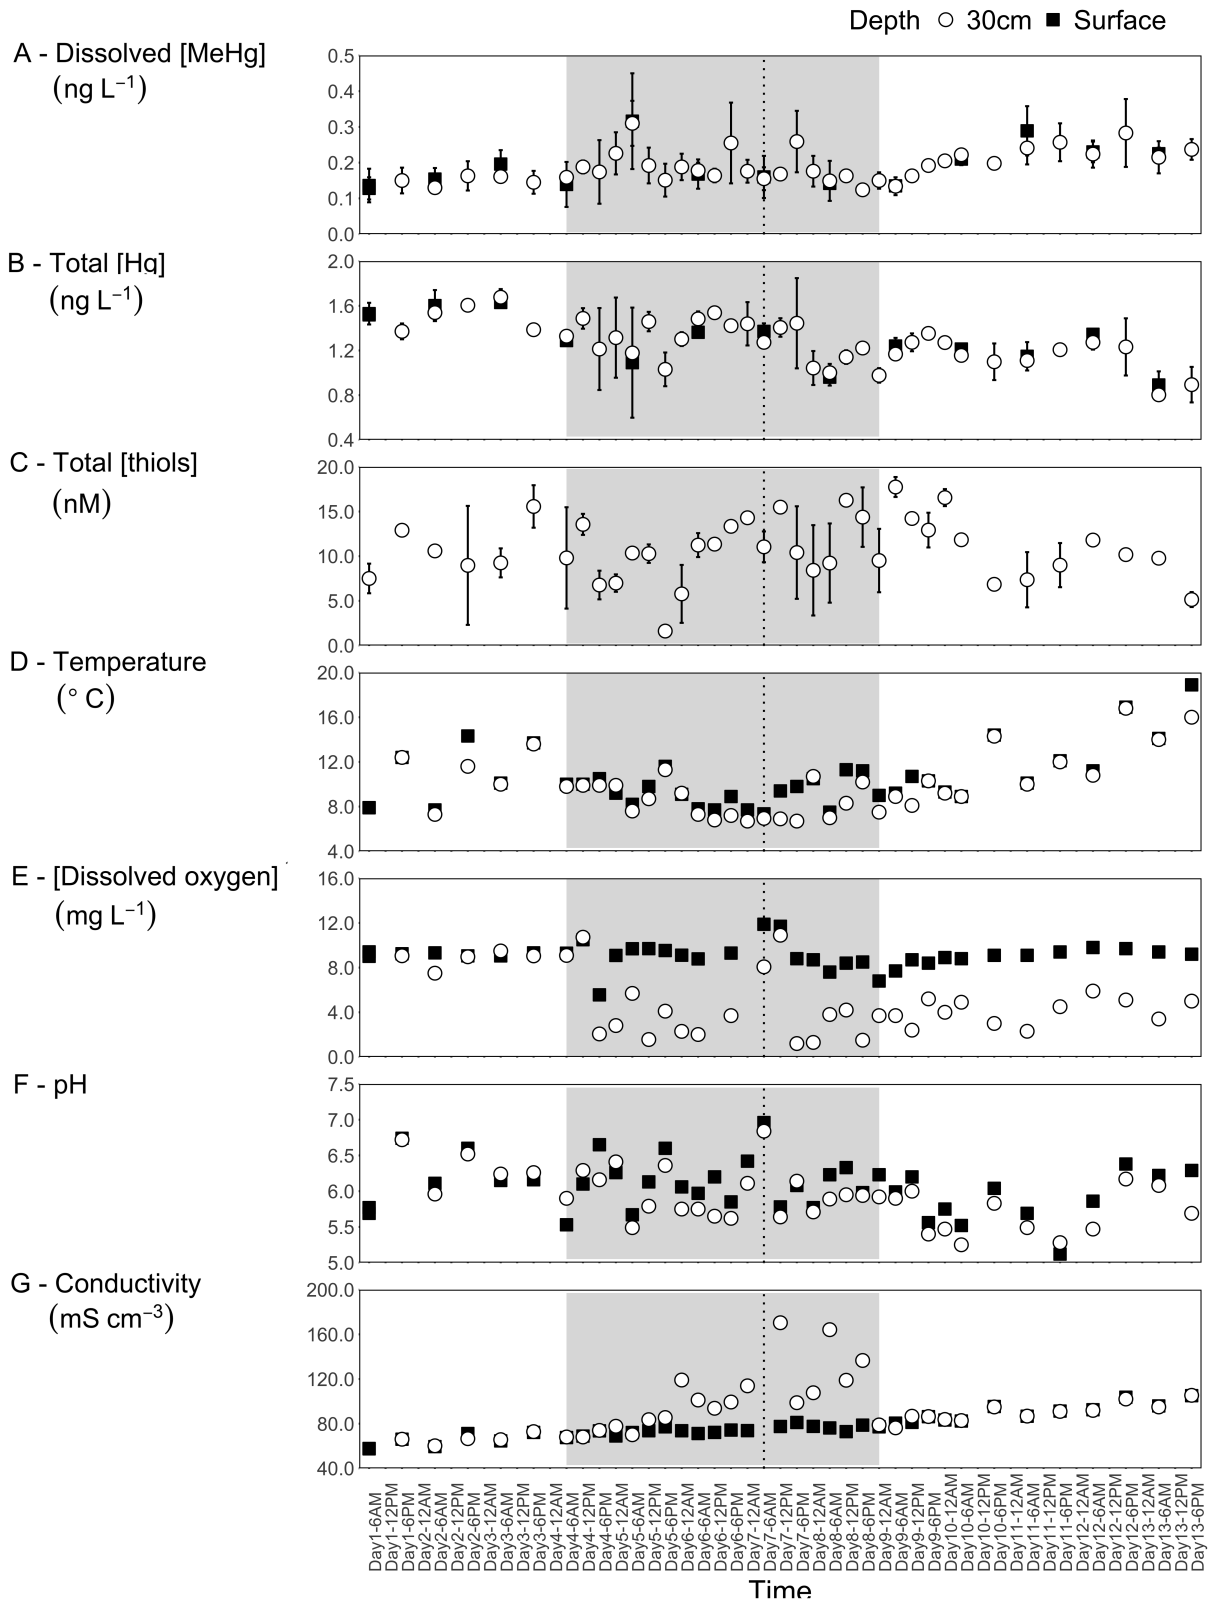 Depth 30cm Surface
A - Dissolved [MeHg]
(ng L⁻¹)
0.5
0.4
0.3
0.2
0.1
0.0
B - Total [Hg]
(ng L⁻¹)
2.0
1.6
1.2
0.8
0.4
C - Total [thiols]
(nM)
20.0
15.0
10.0
5.0
0.0
D - Temperature
(° C)
20.0
16.0
12.0
8.0
4.0
E - [Dissolved oxygen]
(mg L⁻¹)
16.0
12.0
8.0
4.0
0.0
F - pH
7.5
7.0
6.5
6.0
5.5
5.0
G - Conductivity
(mS cm⁻³)
200.0
160.0
120.0
80.0
40.0
Day1-6AM
Day1-12PM
Day1-6PM
Day2-12AM
Day2-6AM
Day2-12PM
Day2-6PM
Day3-12AM
Day3-6AM
Day3-12PM
Day3-6PM
Day4-12AM
Day4-6AM
Day4-12PM
Day4-6PM
Day5-12AM
Day5-6AM
Day5-12PM
Day5-6PM
Day6-12AM
Day6-6AM
Day6-12PM
Day6-6PM
Day7-12AM
Day7-6AM
Day7-12PM
Day7-6PM
Day8-12AM
Day8-6AM
Day8-12PM
Day8-6PM
Day9-12AM
Day9-6AM
Day9-12PM
Day9-6PM
Day10-12AM
Day10-6AM
Day10-12PM
Day10-6PM
Day11-12AM
Day11-6AM
Day11-12PM
Day11-6PM
Day12-12AM
Day12-6AM
Day12-12PM
Day12-6PM
Day13-12AM
Day13-6AM
Day13-12PM
Day13-6PM
Time